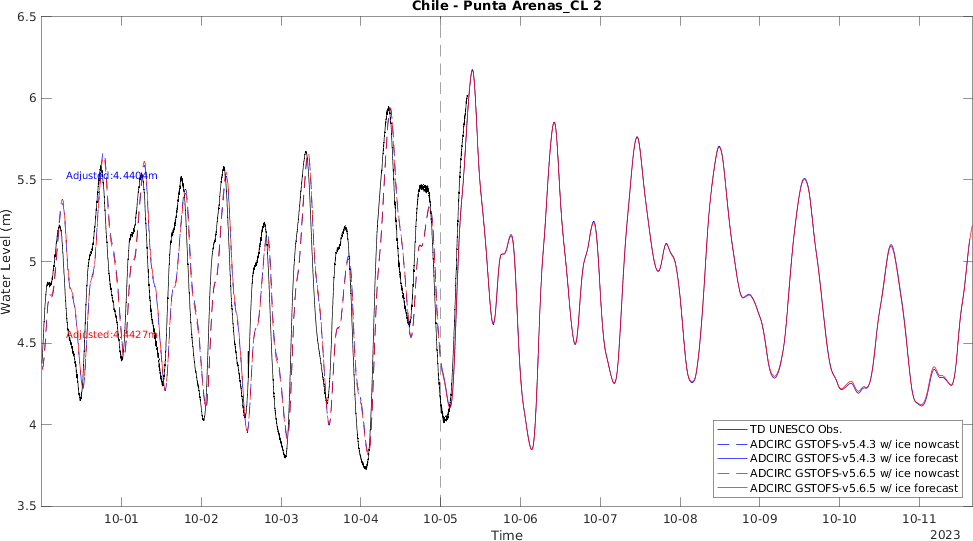 Chile - Punta Arenas_CL 2
Water Level (m)
6.5
6
5.5
5
4.5
4
3.5
Adjusted:4.4404m
Adjusted:4.4427m
TD UNESCO Obs.
ADCIRC GSTOFS-v5.4.3 w/ ice nowcast
ADCIRC GSTOFS-v5.4.3 w/ ice forecast
ADCIRC GSTOFS-v5.6.5 w/ ice nowcast
ADCIRC GSTOFS-v5.6.5 w/ ice forecast
10-01 10-02 10-03 10-04 10-05 10-06 10-07 10-08 10-09 10-10 10-11
Time
2023